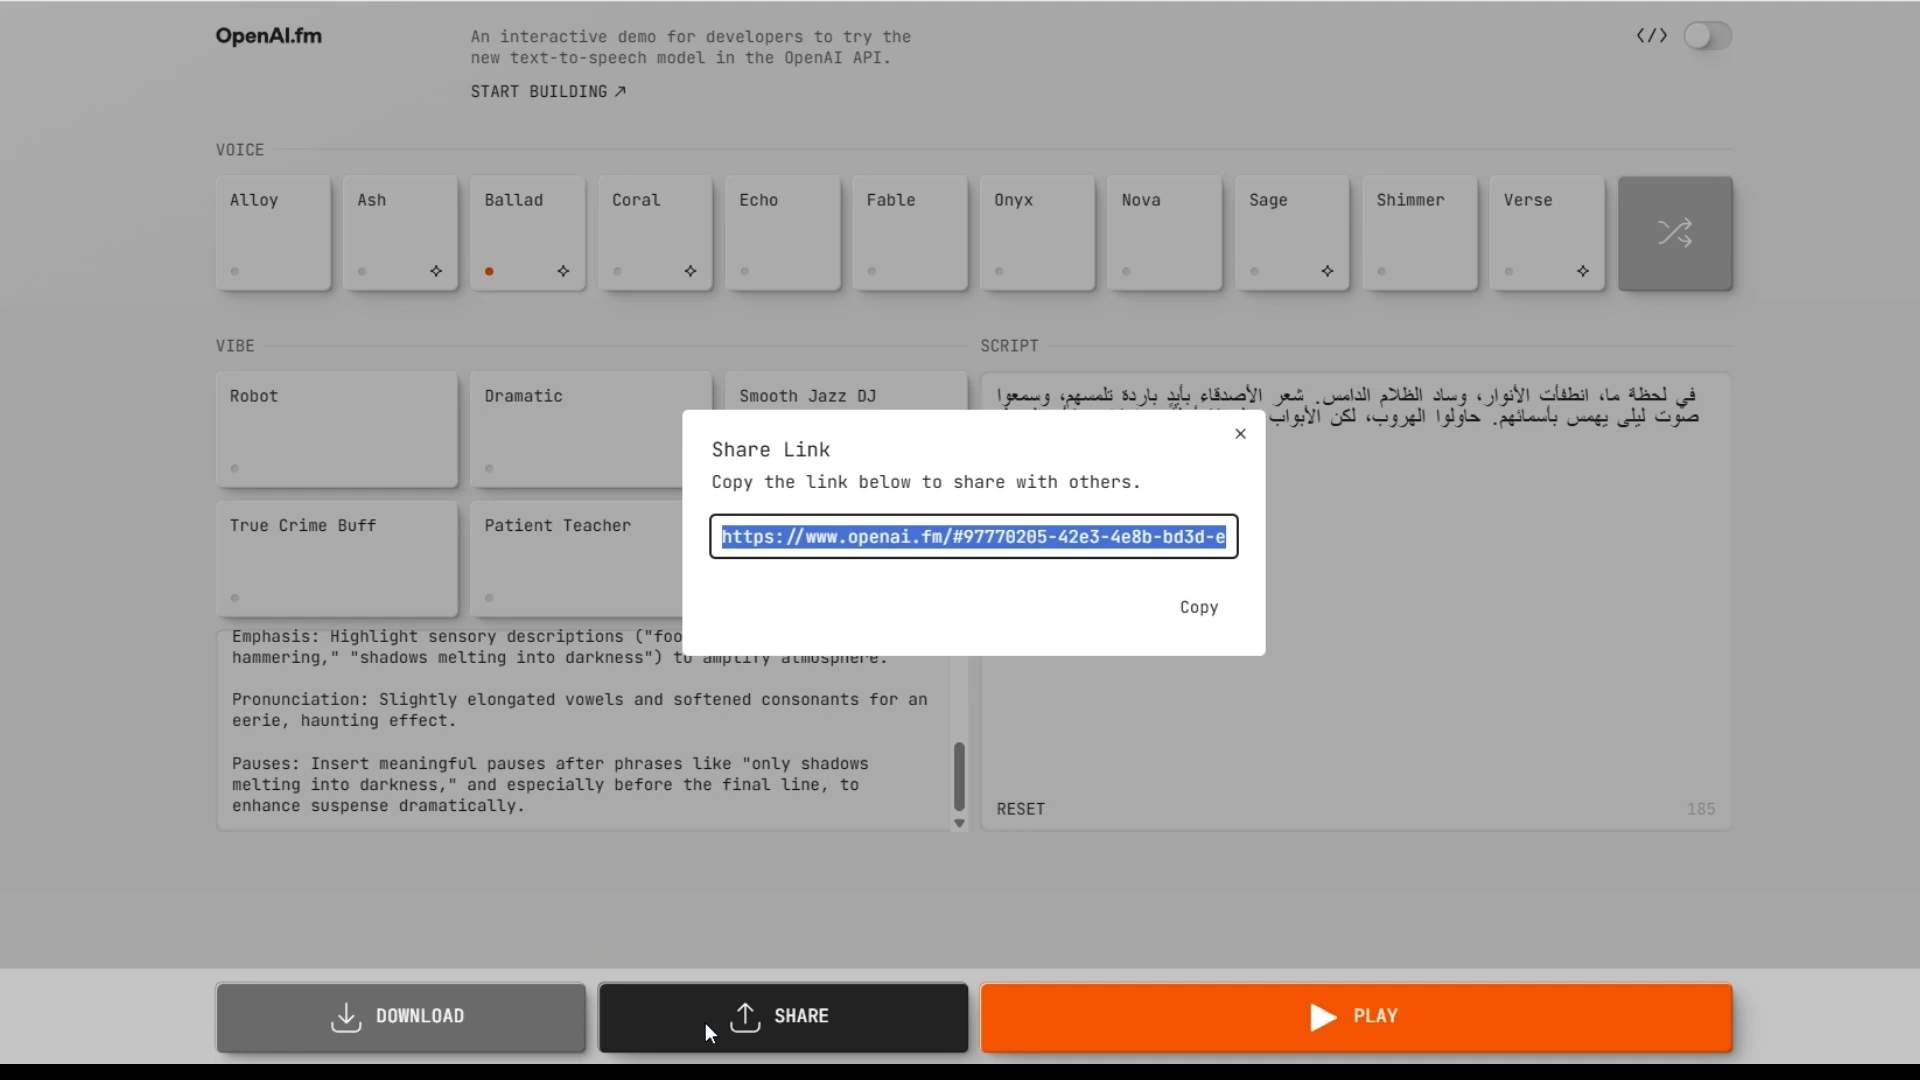 OpenAI.fm
An interactive demo for developers to try the
new text-to-speech model in the OpenAI API.
START BUILDING ↗
</>
VOICE
Alloy
Ash
Ballad
Coral
Echo
Fable
Onyx
Nova
Sage
Shimmer
Verse
VIBE
Robot
Dramatic
Smooth Jazz DJ
True Crime Buff
Patient Teacher
Emphasis: Highlight sensory descriptions ("foo
hammering," "shadows melting into darkness") to amplify atmosphere.
Pronunciation: Slightly elongated vowels and softened consonants for an
eerie, haunting effect.
Pauses: Insert meaningful pauses after phrases like "only shadows
melting into darkness," and especially before the final line, to
enhance suspense dramatically.
SCRIPT
في لحظة ما، انطفأت الأنوار، وساد الظلام الدامس. شعر الأصدقاء بأيدٍ باردة تلمسهم، وسمعوا
صوت ليلى يهمس بأسمائهم. حاولوا الهروب، لكن الأبواب
RESET
185
Share Link
Copy the link below to share with others.
https://www.openai.fm/#97770205-42e3-4e8b-bd3d-e
Copy
DOWNLOAD
SHARE
PLAY